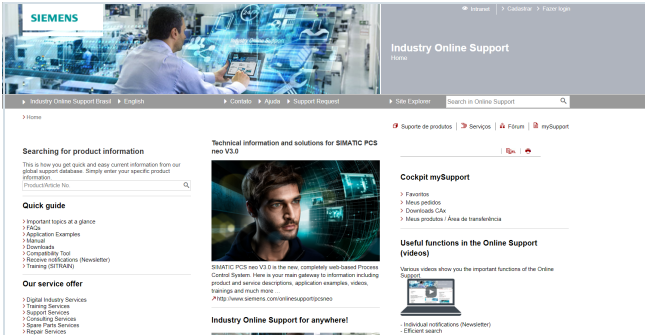 SIEMENS
Intranet
Cadastrar
Fazer login
Industry Online Support
Home
Industry Online Support Brasil
English
Contato
Ajuda
Support Request
Site Explorer
Search in Online Support
Home
Suporte de produtos
Serviços
Fórum
mySupport
Searching for product information
This is how you get quick and easy current information from our
global support database. Simply enter your specific product
information.
Product/Article No.
Quick guide
Important topics at a glance
FAQs
Application Examples
Manual
Downloads
Compatibility Tool
Receive notifications (Newsletter)
Training (SITRAIN)
Our service offer
Digital Industry Services
Training Services
Support Services
Consulting Services
Spare Parts Services
Repair Services
Technical information and solutions for SIMATIC PCS
neo V3.0
SIMATIC PCS neo V3.0 is the new, completely web-based Process
Control System. Here is your main gateway to information including
product and service descriptions, application examples, videos,
trainings and much more ...
http://www.siemens.com/onlinesupport/pcsneo
Industry Online Support for anywhere!
Cockpit mySupport
Favoritos
Meus pedidos
Downloads CAx
Meus produtos / Área de transferência
Useful functions in the Online Support
(videos)
Various videos show you the important functions of the Online
Support.
- Individual notifications (Newsletter)
- Efficient search